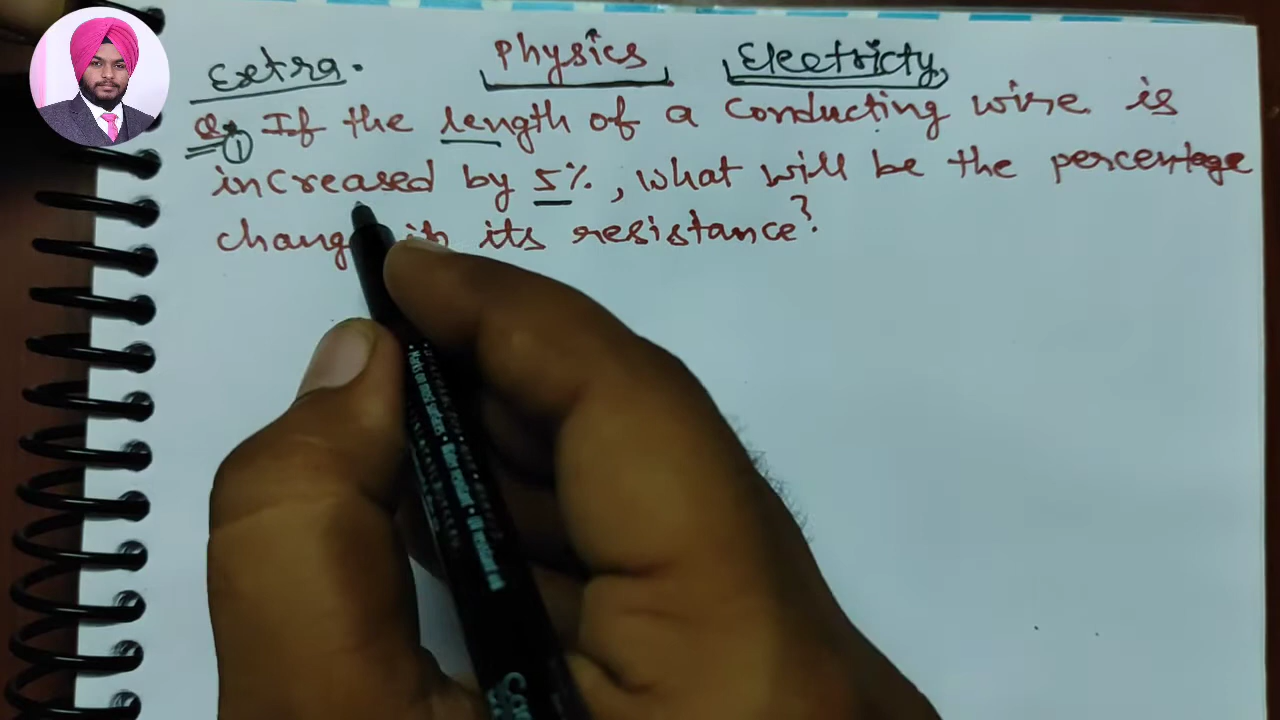 Extra.
Physics Electricty
Q. ① If the length of a conducting wire is
increased by 5%, what will be the percentage
change in its resistance?